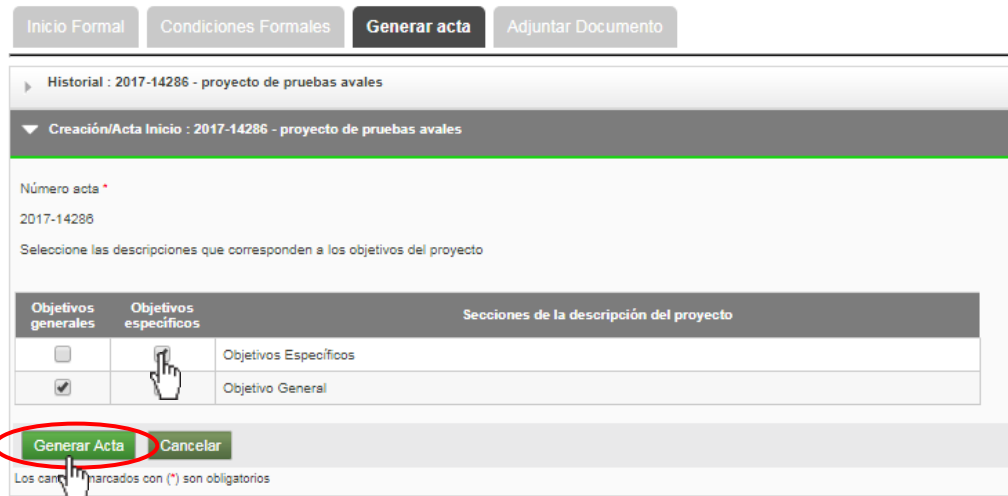 Inicio Formal Condiciones Formales Generar acta Adjuntar Documento
Historial : 2017-14286 - proyecto de pruebas avales
Creación/Acta Inicio : 2017-14286 - proyecto de pruebas avales
Número acta *
2017-14286
Seleccione las descripciones que corresponden a los objetivos del proyecto
Objetivos generales Objetivos específicos Secciones de la descripción del proyecto
Objetivos Específicos
Objetivo General
Generar Acta Cancelar
Los marcados con (*) son obligatorios